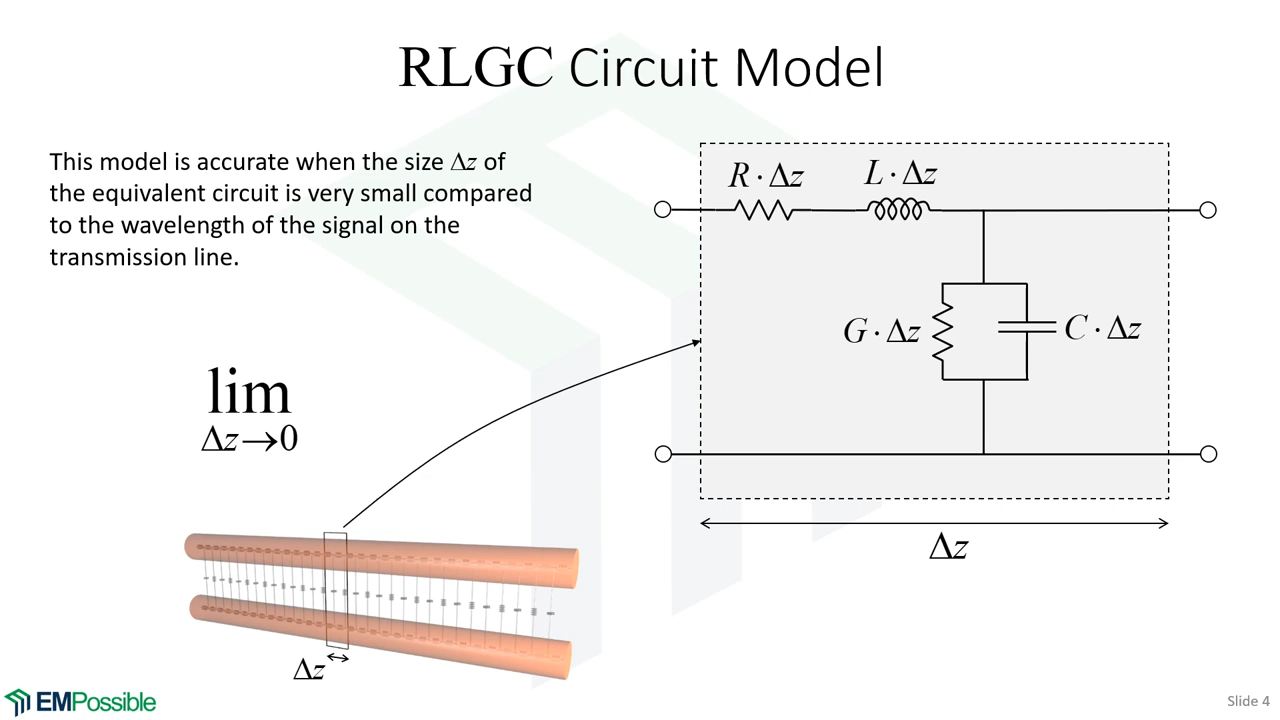 RLGC Circuit Model
This model is accurate when the size Δz of
the equivalent circuit is very small compared
to the wavelength of the signal on the
transmission line.
lim
Δz→0
Δz
R·Δz
L·Δz
G·Δz
C·Δz
Δz
EMPossible
Slide 4